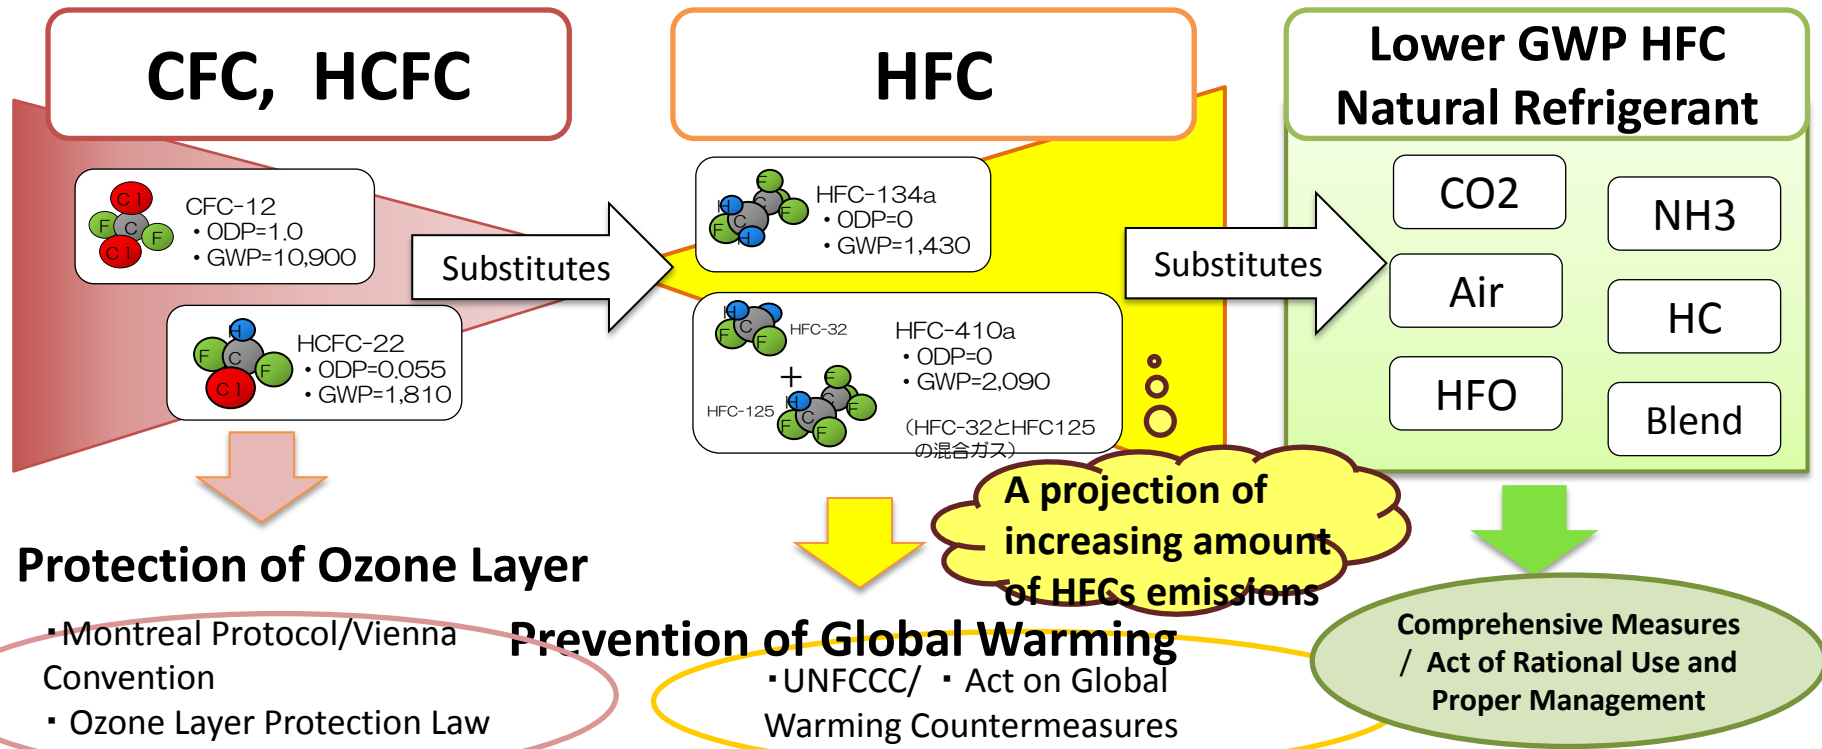 CFC, HCFC
HFC
Lower GWP HFC
Natural Refrigerant
Cl
F
C
F
Cl
CFC-12
・ODP=1.0
・GWP=10,900
H
F
C
F
Cl
HCFC-22
・ODP=0.055
・GWP=1,810
Substitutes
F
H
C
F
F
C
H
HFC-134a
・ODP=0
・GWP=1,430
H
F
C
F
HFC-32
+
HFC-125
F
H
C
F
C
F
F
HFC-410a
・ODP=0
・GWP=2,090
(HFC-32とHFC125
の混合ガス)
Substitutes
CO2
NH3
Air
HC
HFO
Blend
A projection of
increasing amount
of HFCs emissions
Protection of Ozone Layer
・Montreal Protocol/Vienna
Convention
・ Ozone Layer Protection Law
Prevention of Global Warming
・UNFCCC/ ・ Act on Global
Warming Countermeasures
Comprehensive Measures
/ Act of Rational Use and
Proper Management